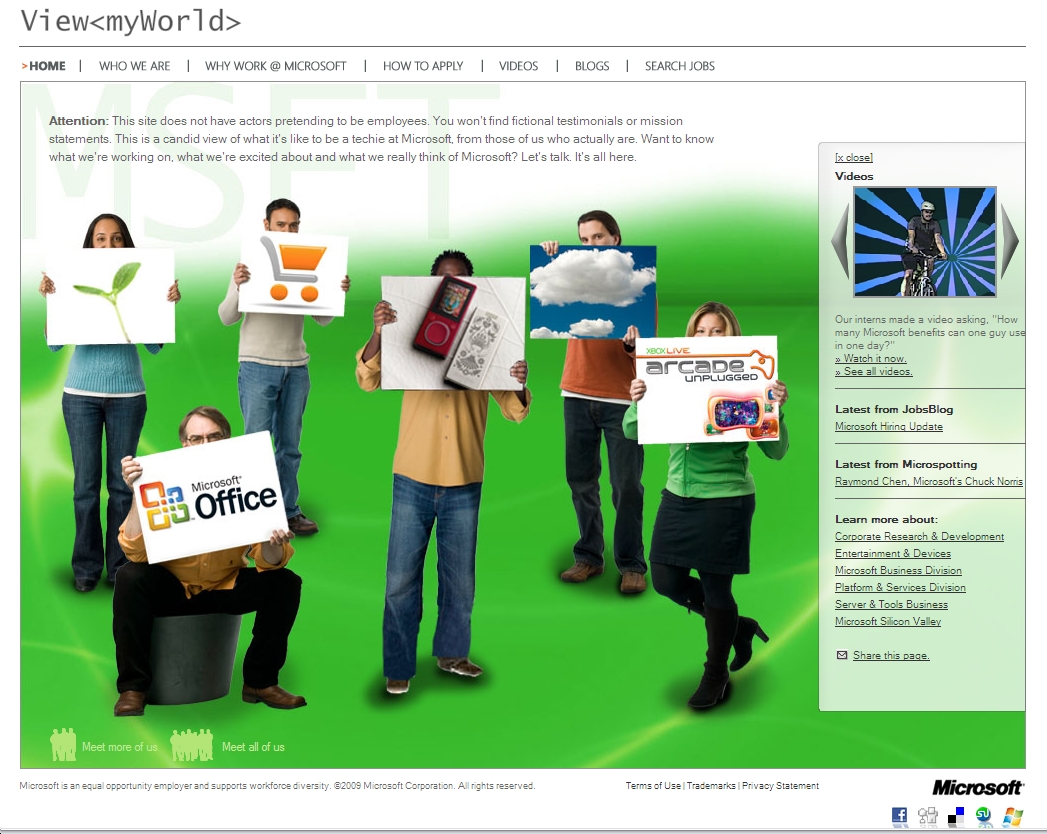 View<myWorld>
>HOME | WHO WE ARE | WHY WORK @ MICROSOFT | HOW TO APPLY | VIDEOS | BLOGS | SEARCH JOBS
MSFT
Attention: This site does not have actors pretending to be employees. You won't find fictional testimonials or mission
statements. This is a candid view of what it's like to be a techie at Microsoft, from those of us who actually are. Want to know
what we're working on, what we're excited about and what we really think of Microsoft? Let's talk. It's all here.
XBOX LIVE
arcade
UNPLUGGED
Microsoft®
Office
Meet more of us
Meet all of us
[x close]
Videos
Our interns made a video asking, "How
many Microsoft benefits can one guy use
in one day?"
» Watch it now.
» See all videos.
Latest from JobsBlog
Microsoft Hiring Update
Latest from Microspotting
Raymond Chen, Microsoft's Chuck Norris
Learn more about:
Corporate Research & Development
Entertainment & Devices
Microsoft Business Division
Platform & Services Division
Server & Tools Business
Microsoft Silicon Valley
Share this page.
Microsoft is an equal opportunity employer and supports workforce diversity. ©2009 Microsoft Corporation. All rights reserved.
Terms of Use | Trademarks | Privacy Statement
Microsoft